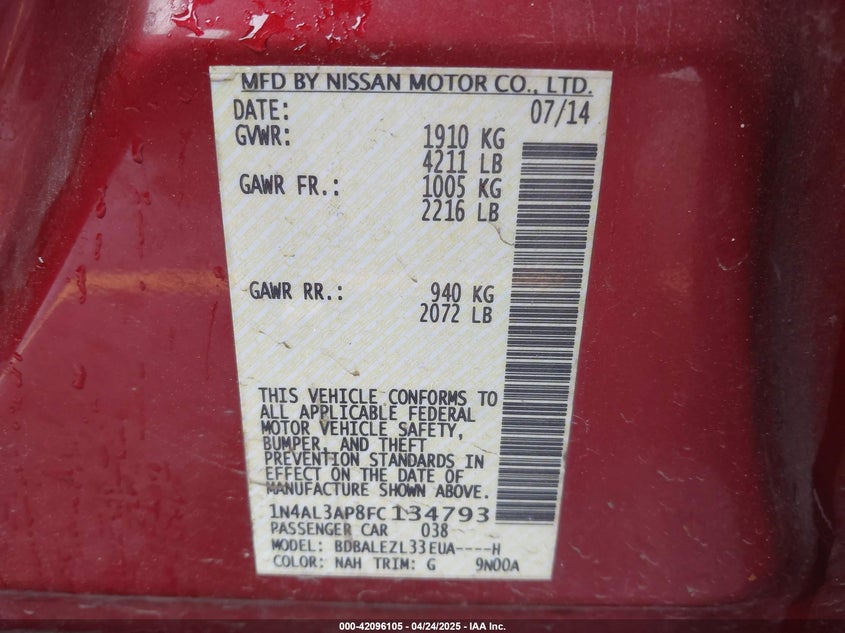 MFD BY NISSAN MOTOR CO., LTD.
DATE: 07/14
GVWR: 1910 KG
4211 LB
GAWR FR.: 1005 KG
2216 LB
GAWR RR.: 940 KG
2072 LB
THIS VEHICLE CONFORMS TO
ALL APPLICABLE FEDERAL
MOTOR VEHICLE SAFETY,
BUMPER, AND THEFT
PREVENTION STANDARDS IN
EFFECT ON THE DATE OF
MANUFACTURE SHOWN ABOVE.
1N4AL3AP8FC134793
PASSENGER CAR 038
MODEL: BDBALEZL33EUA----H
COLOR: NAH TRIM: G 9N00A
000-42096105 - 04/24/2025 - IAA Inc.